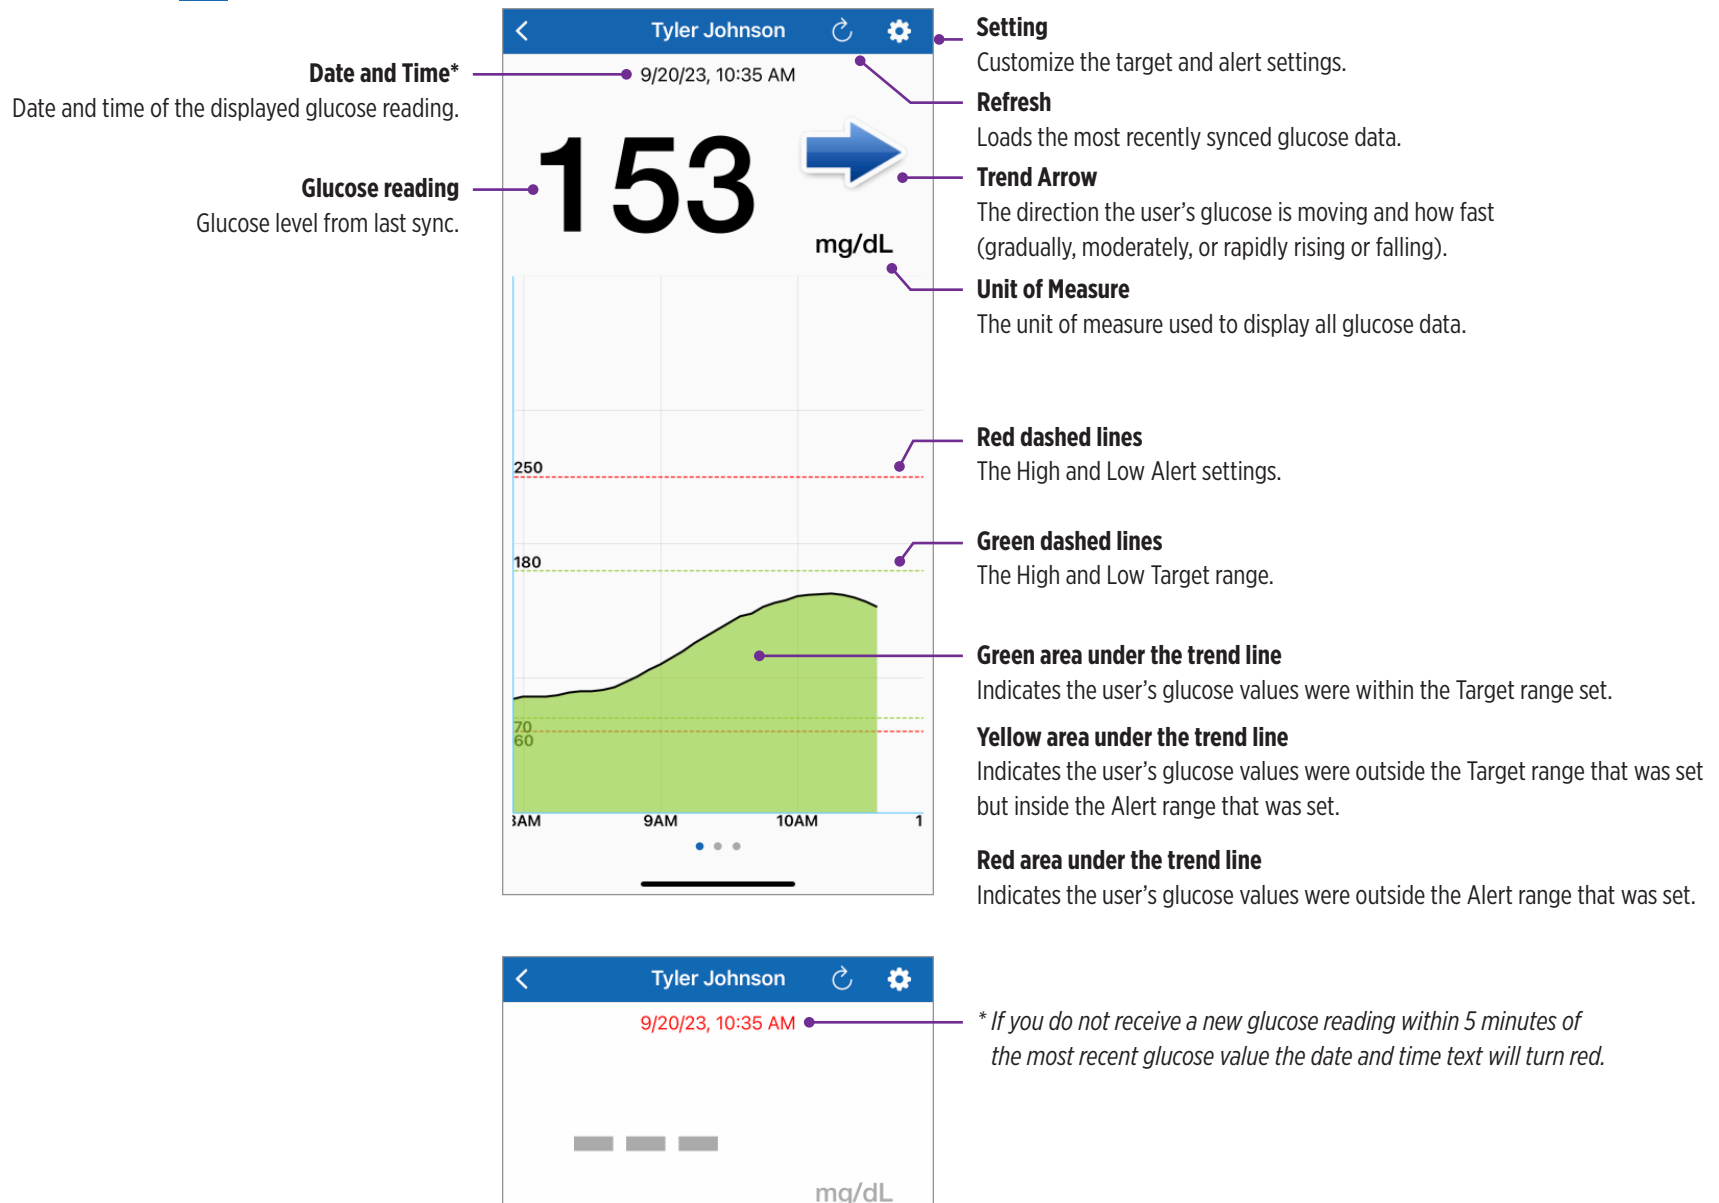 Tyler Johnson
9/20/23, 10:35 AM
Date and Time*
Date and time of the displayed glucose reading.
153
mg/dL
Glucose reading
Glucose level from last sync.
Setting
Customize the target and alert settings.
Refresh
Loads the most recently synced glucose data.
Trend Arrow
The direction the user’s glucose is moving and how fast
(gradually, moderately, or rapidly rising or falling).
Unit of Measure
The unit of measure used to display all glucose data.
250
180
70
60
9AM
10AM
1
Red dashed lines
The High and Low Alert settings.
Green dashed lines
The High and Low Target range.
Green area under the trend line
Indicates the user’s glucose values were within the Target range set.
Yellow area under the trend line
Indicates the user’s glucose values were outside the Target range that was set
but inside the Alert range that was set.
Red area under the trend line
Indicates the user’s glucose values were outside the Alert range that was set.
Tyler Johnson
9/20/23, 10:35 AM
mg/dL
* If you do not receive a new glucose reading within 5 minutes of
the most recent glucose value the date and time text will turn red.